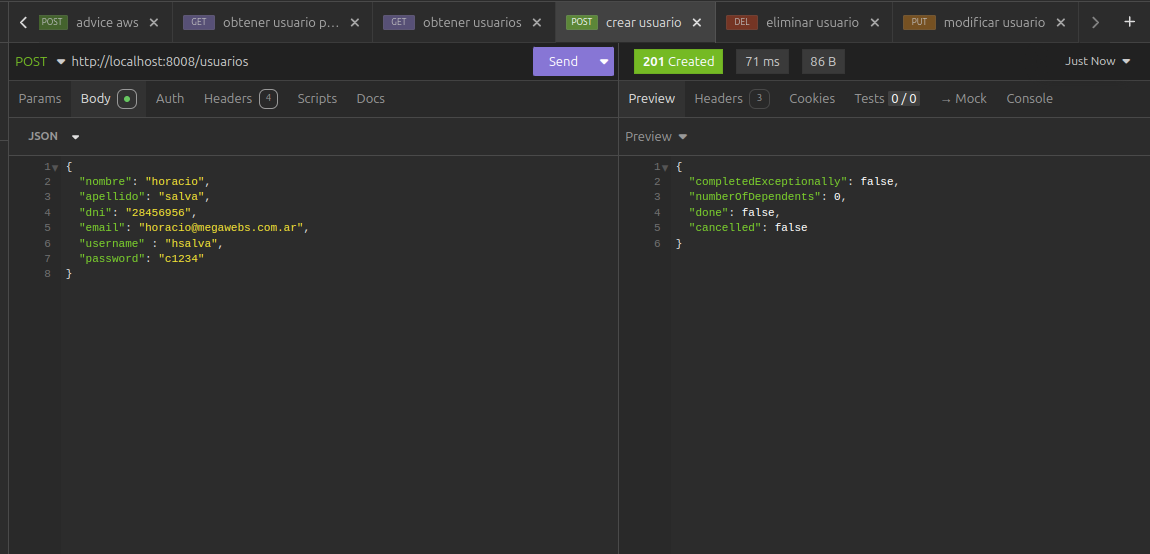 POST advice aws
GET obtener usuario p...
GET obtener usuarios
POST crear usuario
DEL eliminar usuario
PUT modificar usuario
POST http://localhost:8008/usuarios Send
201 Created 71 ms 86 B Just Now
Params Body Auth Headers 4 Scripts Docs
Preview Headers 3 Cookies Tests 0 / 0 → Mock Console
JSON
Preview
1 {
2 "nombre": "horacio",
3 "apellido": "salva",
4 "dni": "28456956",
5 "email": "horacio@megawebs.com.ar",
6 "username" : "hsalva",
7 "password": "c1234"
8 }
1 {
2 "completedExceptionally": false,
3 "numberOfDependents": 0,
4 "done": false,
5 "cancelled": false
6 }